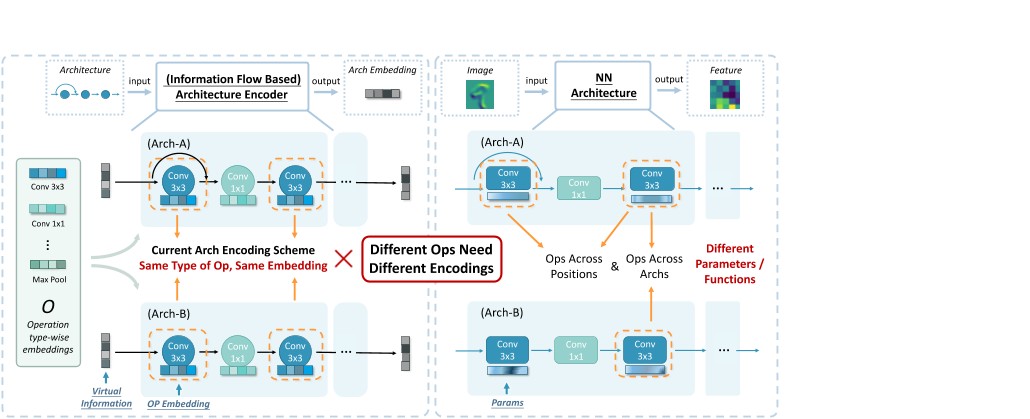 Architecture
input
(Information Flow Based)
Architecture Encoder
output
Arch Embedding
(Arch-A)
Conv
3x3
Conv
1x1
Conv
3x3
...
Conv 3x3
Conv 1x1
⋮
Max Pool
O
Operation
type-wise
embeddings
Current Arch Encoding Scheme
Same Type of Op, Same Embedding
Different Ops Need
Different Encodings
(Arch-B)
Conv
3x3
Conv
1x1
Conv
3x3
...
Virtual
Information
OP Embedding
Image
input
NN
Architecture
output
Feature
(Arch-A)
Conv
3x3
Conv
1x1
Conv
3x3
...
Ops Across
Positions
&
Ops Across
Archs
Different
Parameters /
Functions
(Arch-B)
Conv
3x3
Conv
1x1
Conv
3x3
...
Params